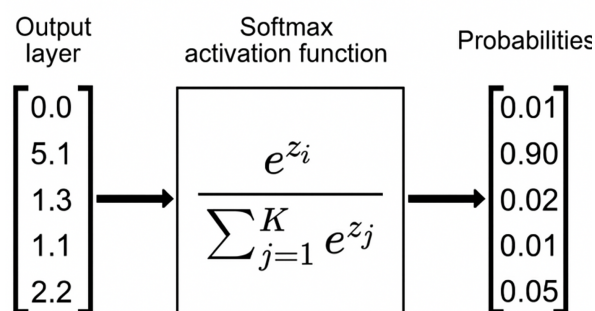 Output
layer
Softmax
activation function
Probabilities
0.0
5.1
1.3
1.1
2.2
e^{z_i}
∑_{j=1}^{K} e^{z_j}
0.01
0.90
0.02
0.01
0.05